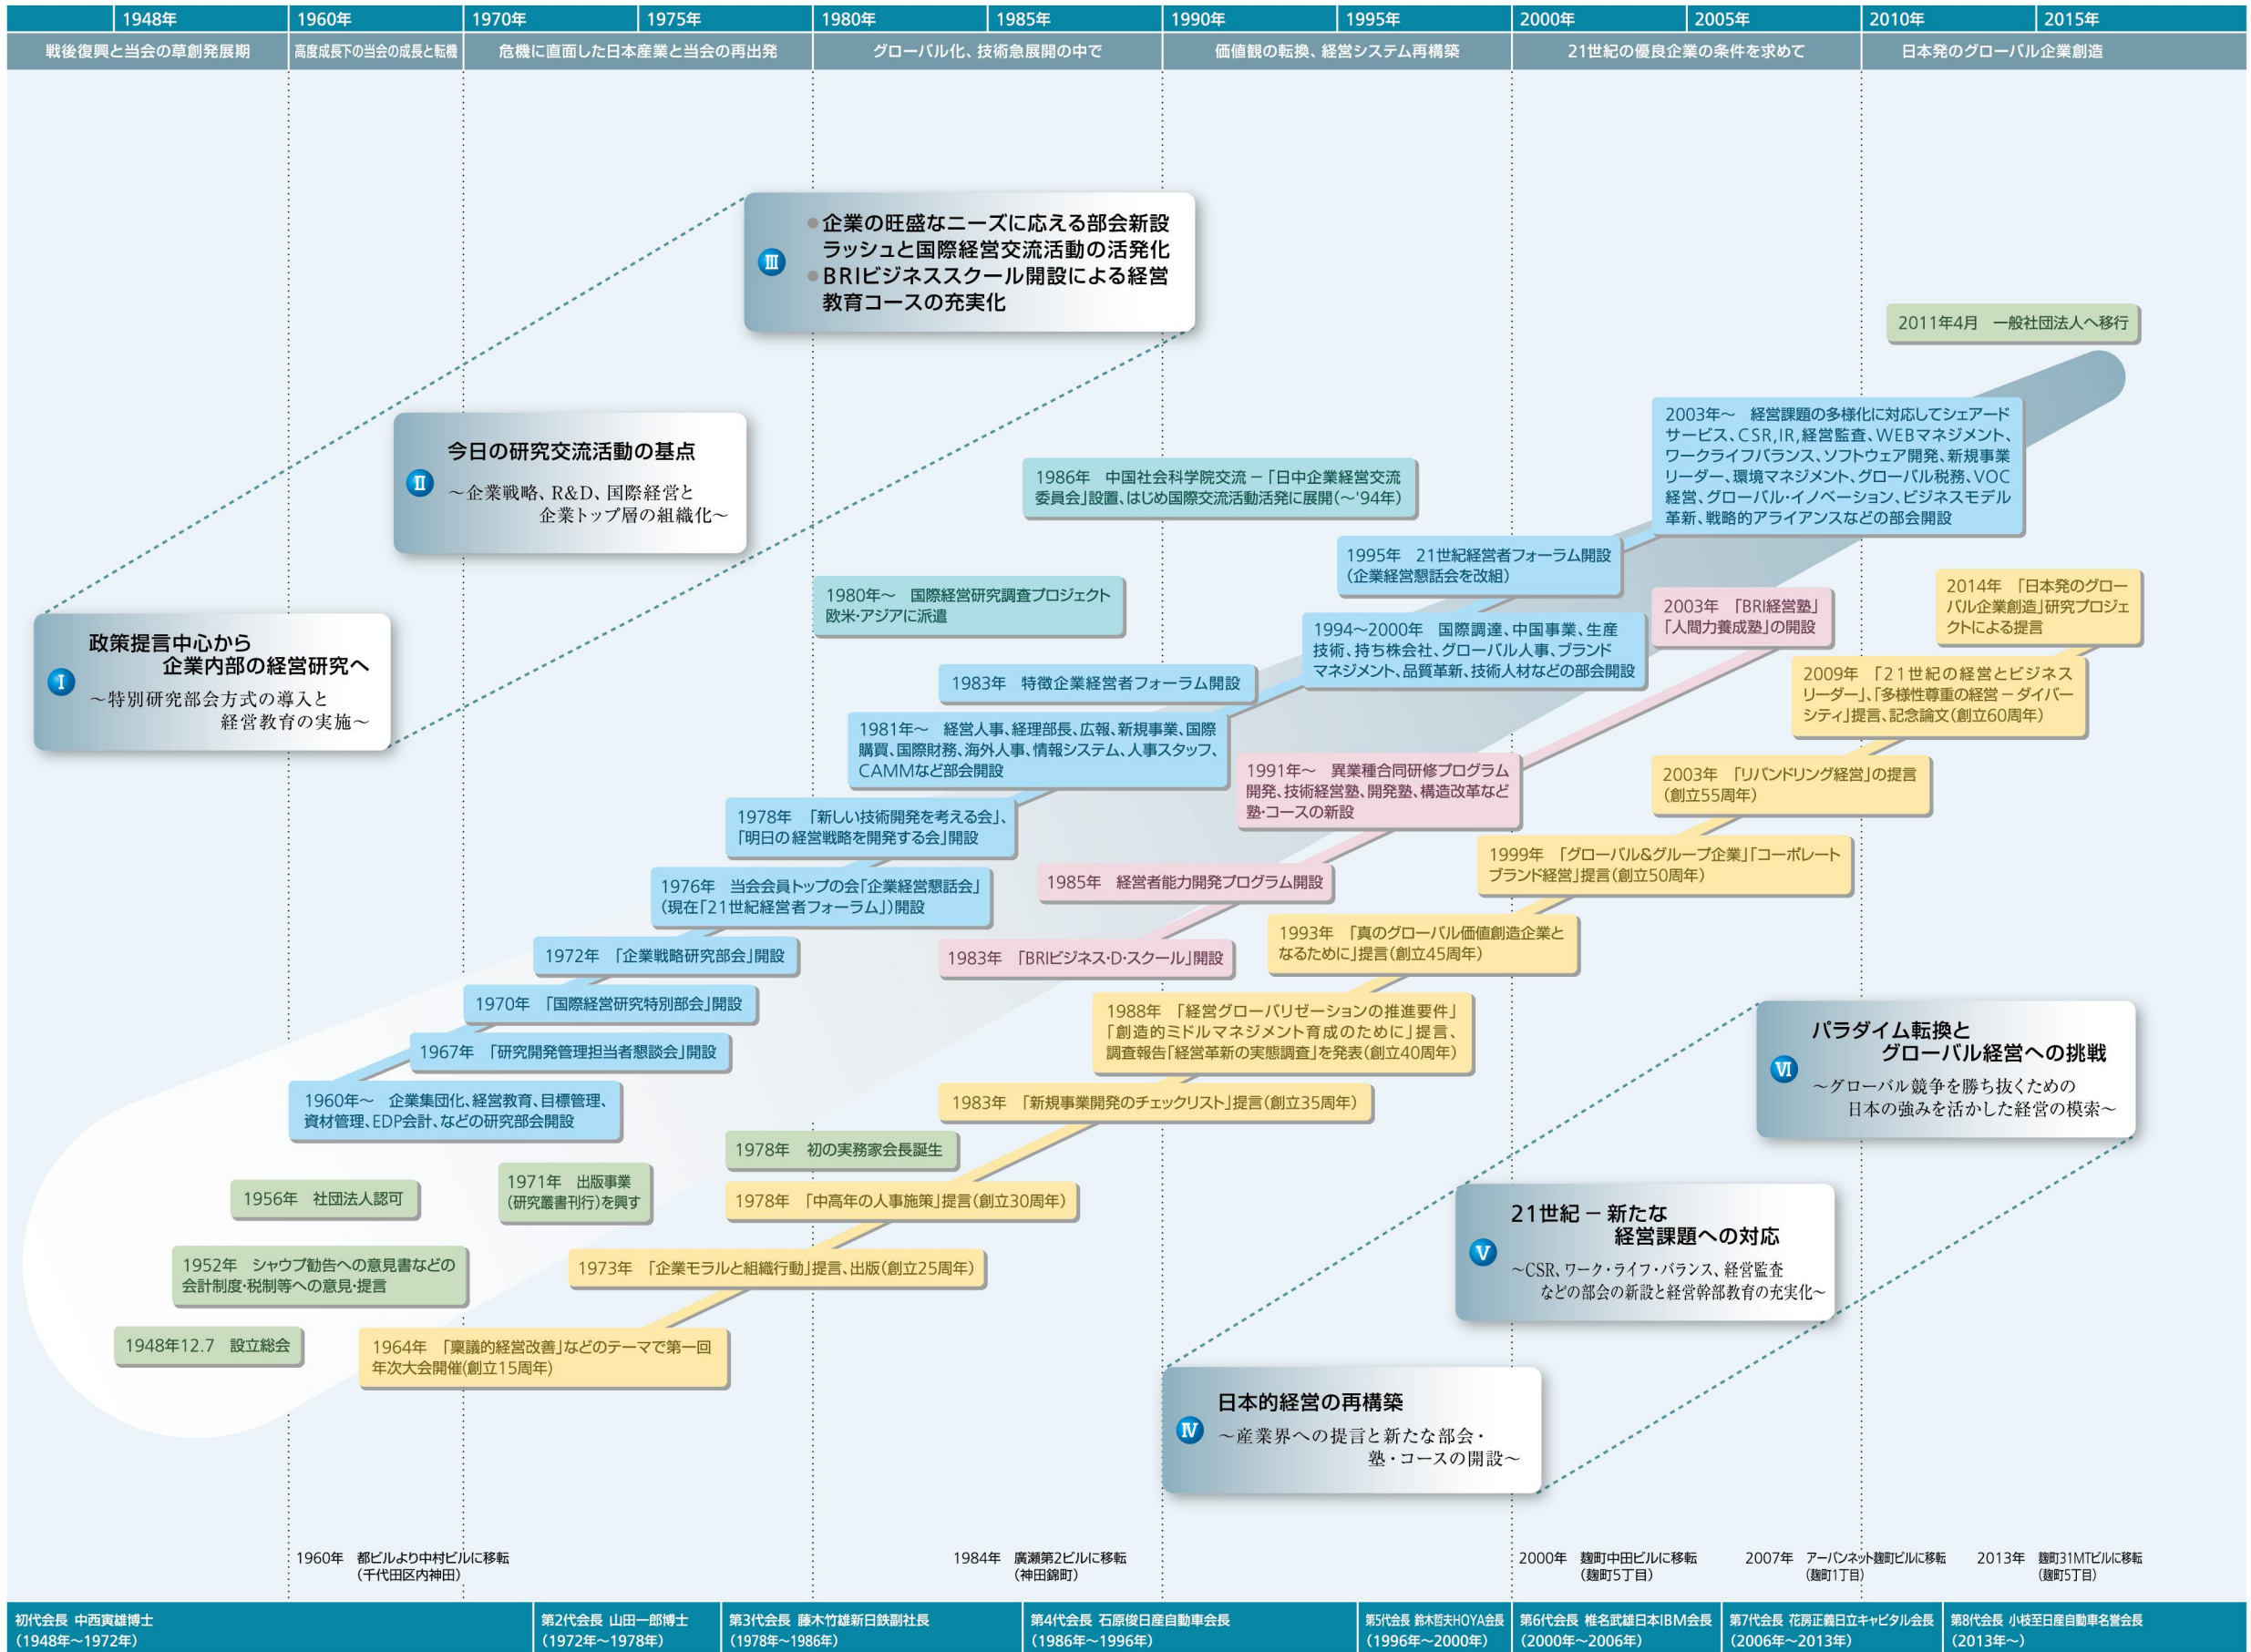 1948年
1960年
1970年
1975年
1980年
1985年
1990年
1995年
2000年
2005年
2010年
2015年
戦後復興と当会の草創発展期
高度成長下の当会の成長と転機
危機に直面した日本産業と当会の再出発
グローバル化、技術急展開の中で
価値観の転換、経営システム再構築
21世紀の優良企業の条件を求めて
日本発のグローバル企業創造
Ⅲ
●企業の旺盛なニーズに応える部会新設
ラッシュと国際経営交流活動の活発化
●BRIビジネススクール開設による経営
教育コースの充実化
2011年4月　一般社団法人へ移行
Ⅱ
今日の研究交流活動の基点
～企業戦略、R&D、国際経営と
企業トップ層の組織化～
2003年～　経営課題の多様化に対応してシェアード
サービス、CSR,IR,経営監査、WEBマネジメント、
ワークライフバランス、ソフトウェア開発、新規事業
リーダー、環境マネジメント、グローバル税務、VOC
経営、グローバル・イノベーション、ビジネスモデル
革新、戦略的アライアンスなどの部会開設
1986年　中国社会科学院交流－「日中企業経営交流
委員会」設置、はじめ国際交流活動活発に展開（～'94年）
1995年　21世紀経営者フォーラム開設
（企業経営懇話会を改組）
1980年～　国際経営研究調査プロジェクト
欧米・アジアに派遣
2003年　「BRI経営塾」
「人間力養成塾」の開設
2014年　「日本発のグロー
バル企業創造」研究プロジェ
クトによる提言
Ⅰ
政策提言中心から
企業内部の経営研究へ
～特別研究部会方式の導入と
経営教育の実施～
1994～2000年　国際調達、中国事業、生産
技術、持ち株会社、グローバル人事、ブランド
マネジメント、品質革新、技術人材などの部会開設
1983年　特徴企業経営者フォーラム開設
2009年　「21世紀の経営とビジネス
リーダー」、「多様性尊重の経営－ダイバー
シティ」提言、記念論文（創立60周年）
1981年～　経営人事、経理部長、広報、新規事業、国際
購買、国際財務、海外人事、情報システム、人事スタッフ、
CAMMなど部会開設
1991年～　異業種合同研修プログラム
開発、技術経営塾、開発塾、構造改革など
塾・コースの新設
2003年　「リバンドリング経営」の提言
（創立55周年）
1978年　「新しい技術開発を考える会」、
「明日の経営戦略を開発する会」開設
1999年　「グローバル&グループ企業」「コーポレート
ブランド経営」提言（創立50周年）
1976年　当会会員トップの会「企業経営懇話会」
（現在「21世紀経営者フォーラム」）開設
1985年　経営者能力開発プログラム開設
1972年　「企業戦略研究部会」開設
1983年　「BRIビジネス・D・スクール」開設
1993年　「真のグローバル価値創造企業と
なるために」提言（創立45周年）
1970年　「国際経営研究特別部会」開設
1988年　「経営グローバリゼーションの推進要件」
「創造的ミドルマネジメント育成のために」提言、
調査報告「経営革新の実態調査」を発表（創立40周年）
1967年　「研究開発管理担当者懇談会」開設
Ⅵ
パラダイム転換と
グローバル経営への挑戦
～グローバル競争を勝ち抜くための
日本の強みを活かした経営の模索～
1960年～　企業集団化、経営教育、目標管理、
資材管理、EDP会計、などの研究部会開設
1983年　「新規事業開発のチェックリスト」提言（創立35周年）
1978年　初の実務家会長誕生
1956年　社団法人認可
1971年　出版事業
（研究叢書刊行）を興す
1978年　「中高年の人事施策」提言（創立30周年）
Ⅴ
21世紀－新たな
経営課題への対応
～CSR、ワーク・ライフ・バランス、経営監査
などの部会の新設と経営幹部教育の充実化～
1952年　シャウプ勧告への意見書などの
会計制度・税制等への意見・提言
1973年　「企業モラルと組織行動」提言、出版（創立25周年）
1948年12.7　設立総会
1964年　「稟議的経営改善」などのテーマで第一回
年次大会開催(創立15周年)
Ⅳ
日本的経営の再構築
～産業界への提言と新たな部会・
塾・コースの開設～
1960年　都ビルより中村ビルに移転
（千代田区内神田）
1984年　廣瀬第2ビルに移転
（神田錦町）
2000年　麹町中田ビルに移転
（麹町5丁目）
2007年　アーバンネット麹町ビルに移転
（麹町1丁目）
2013年　麹町31MTビルに移転
（麹町5丁目）
初代会長 中西寅雄博士
（1948年～1972年）
第2代会長 山田一郎博士
（1972年～1978年）
第3代会長 藤木竹雄新日鉄副社長
（1978年～1986年）
第4代会長 石原俊日産自動車会長
（1986年～1996年）
第5代会長 鈴木哲夫HOYA会長
（1996年～2000年）
第6代会長 椎名武雄日本IBM会長
（2000年～2006年）
第7代会長 花房正義日立キャピタル会長
（2006年～2013年）
第8代会長 小枝至日産自動車名誉会長
（2013年～）